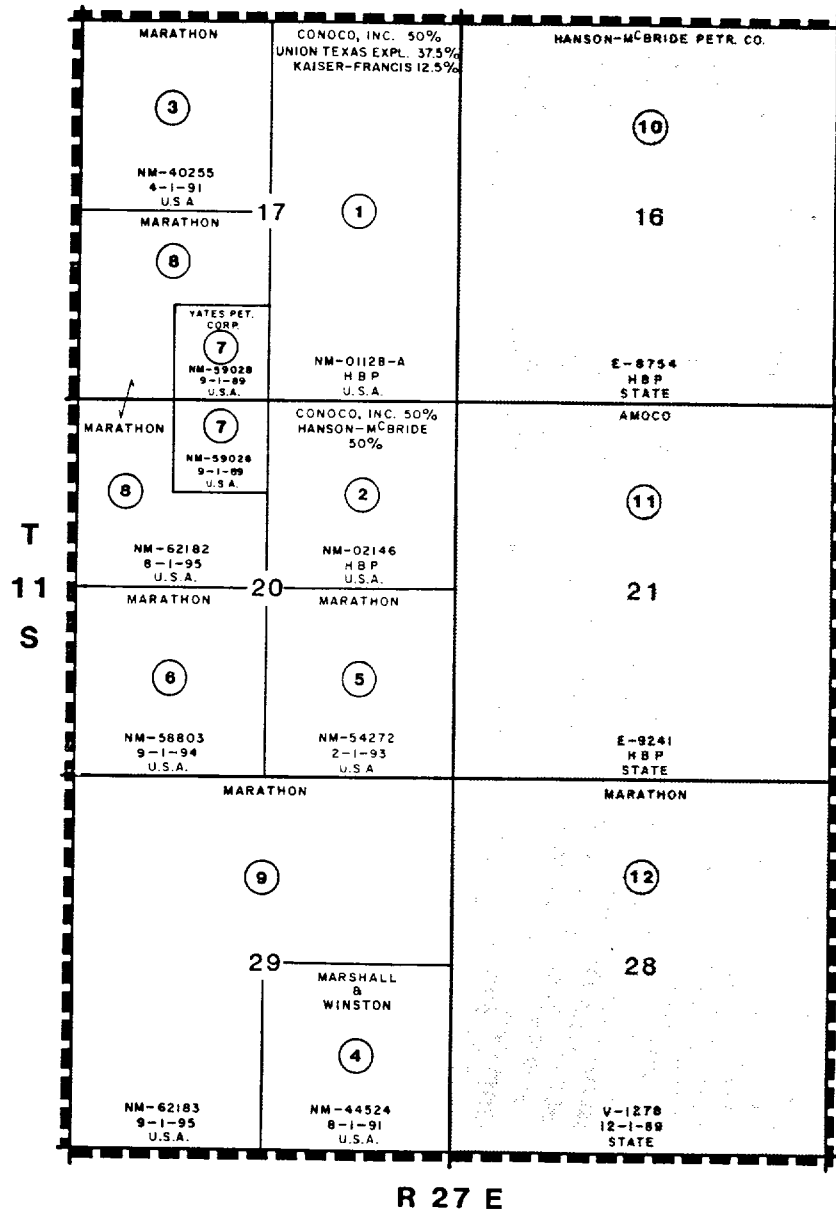 MARATHON
3
NM-40255
4-1-91
U.S.A
CONOCO, INC. 50%
UNION TEXAS EXPL. 37.5%
KAISER-FRANCIS 12.5%
1
NM-0112B-A
HBP
U.S.A.
HANSON-McBRIDE PETR. CO.
10
16
E-8754
HBP
STATE
17
MARATHON
8
YATES PET.
CORP.
7
NM-59028
9-1-89
U.S.A.
MARATHON
7
NM-59026
9-1-89
U.S.A.
8
NM-62182
8-1-95
U.S.A.
CONOCO, INC. 50%
HANSON-McBRIDE
50%
2
NM-02146
HBP
U.S.A.
AMOCO
11
21
E-9241
HBP
STATE
T
11
S
20
MARATHON
6
NM-58803
9-1-94
U.S.A.
MARATHON
5
NM-54272
2-1-93
U.S.A
MARATHON
9
29
NM-62183
9-1-95
U.S.A.
MARSHALL
&
WINSTON
4
NM-44524
8-1-91
U.S.A.
MARATHON
12
28
V-1278
12-1-89
STATE
R 27 E